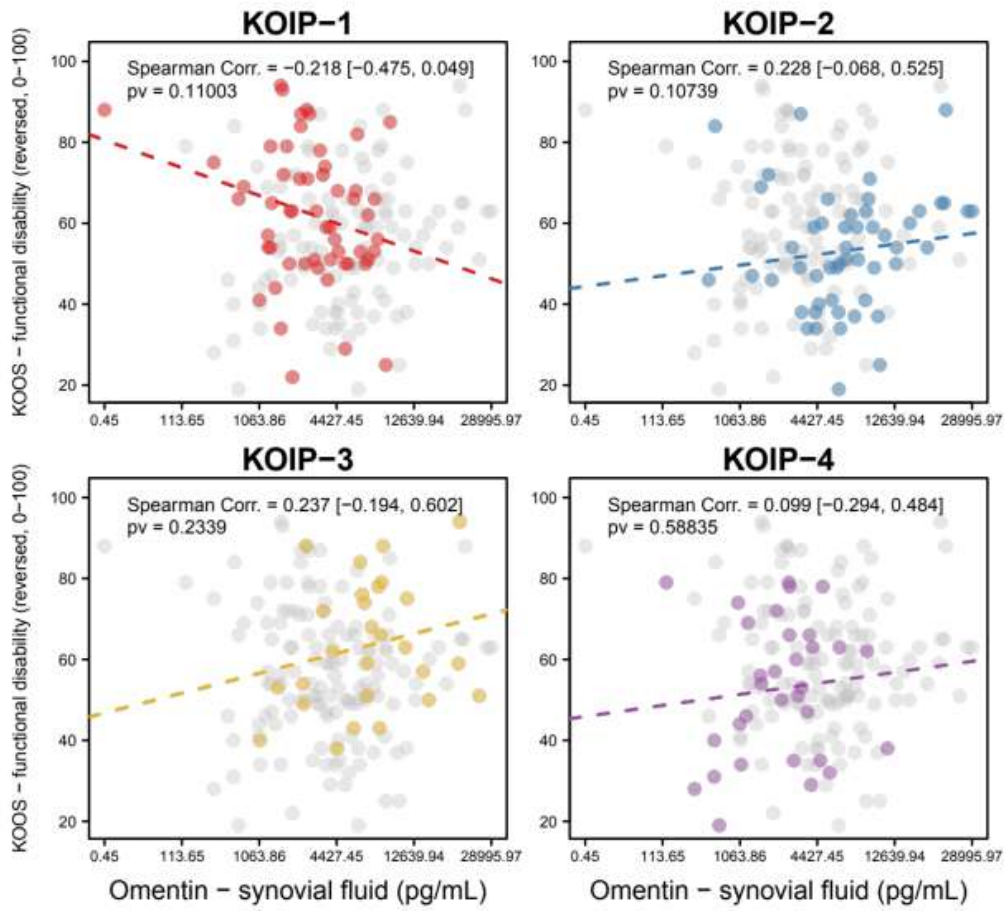 KOIP−1
KOIP−2
KOOS − functional disability (reversed, 0−100)
100
80
60
40
20
Spearman Corr. = −0.218 [−0.475, 0.049]
pv = 0.11003
0.45 113.65 1063.86 4427.45 12639.94 28995.97
100
80
60
40
20
Spearman Corr. = 0.228 [−0.068, 0.525]
pv = 0.10739
0.45 113.65 1063.86 4427.45 12639.94 28995.97
KOIP−3
KOIP−4
KOOS − functional disability (reversed, 0−100)
100
80
60
40
20
Spearman Corr. = 0.237 [−0.194, 0.602]
pv = 0.2339
0.45 113.65 1063.86 4427.45 12639.94 28995.97
Omentin − synovial fluid (pg/mL)
100
80
60
40
20
Spearman Corr. = 0.099 [−0.294, 0.484]
pv = 0.58835
0.45 113.65 1063.86 4427.45 12639.94 28995.97
Omentin − synovial fluid (pg/mL)